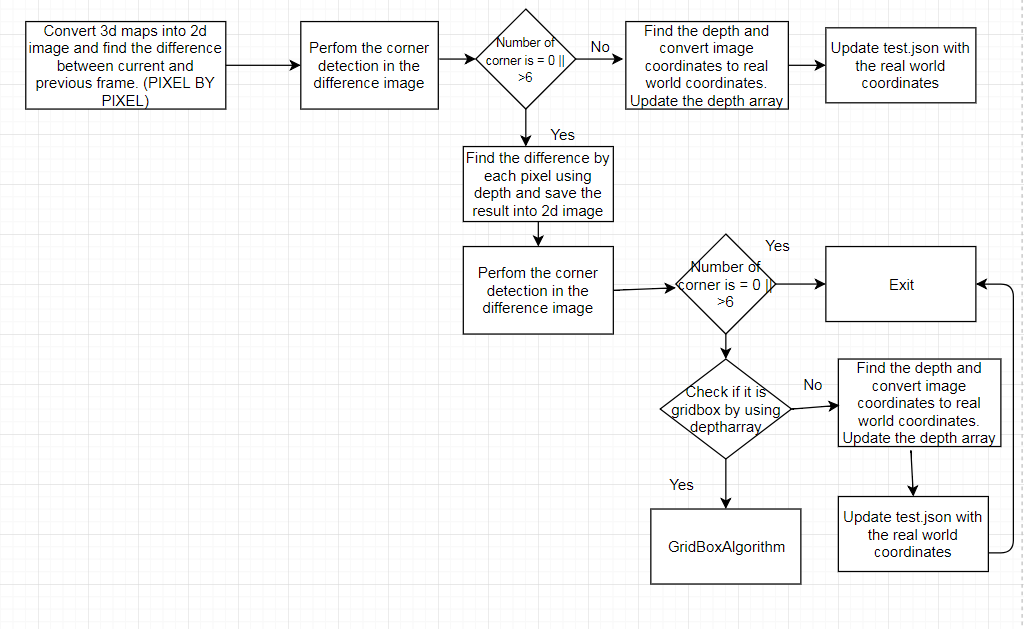 Convert 3d maps into 2d
image and find the difference
between current and
previous frame. (PIXEL BY
PIXEL)
Perfom the corner
detection in the
difference image
Number of
corner is = 0 ||
>6
No
Find the depth and
convert image
coordinates to real
world coordinates.
Update the depth array
Update test.json with
the real world
coordinates
Yes
Find the difference by
each pixel using
depth and save the
result into 2d image
Perfom the corner
detection in the
difference image
Number of
corner is = 0 ||
>6
Yes
Exit
Check if it is
gridbox by using
deptharray
No
Find the depth and
convert image
coordinates to real
world coordinates.
Update the depth array
Yes
GridBoxAlgorithm
Update test.json with
the real world
coordinates